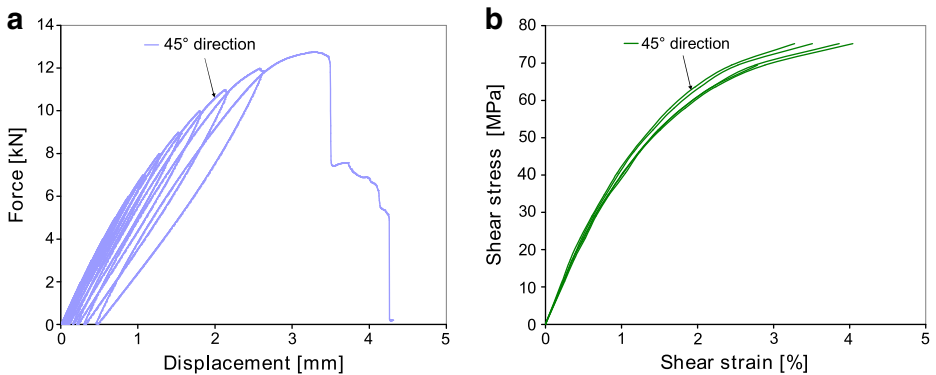 a
14
12
10
8
6
4
2
0
Force [kN]
45° direction
0 1 2 3 4 5
Displacement [mm]
b
80
70
60
50
40
30
20
10
0
Shear stress [MPa]
45° direction
0 1 2 3 4 5
Shear strain [%]